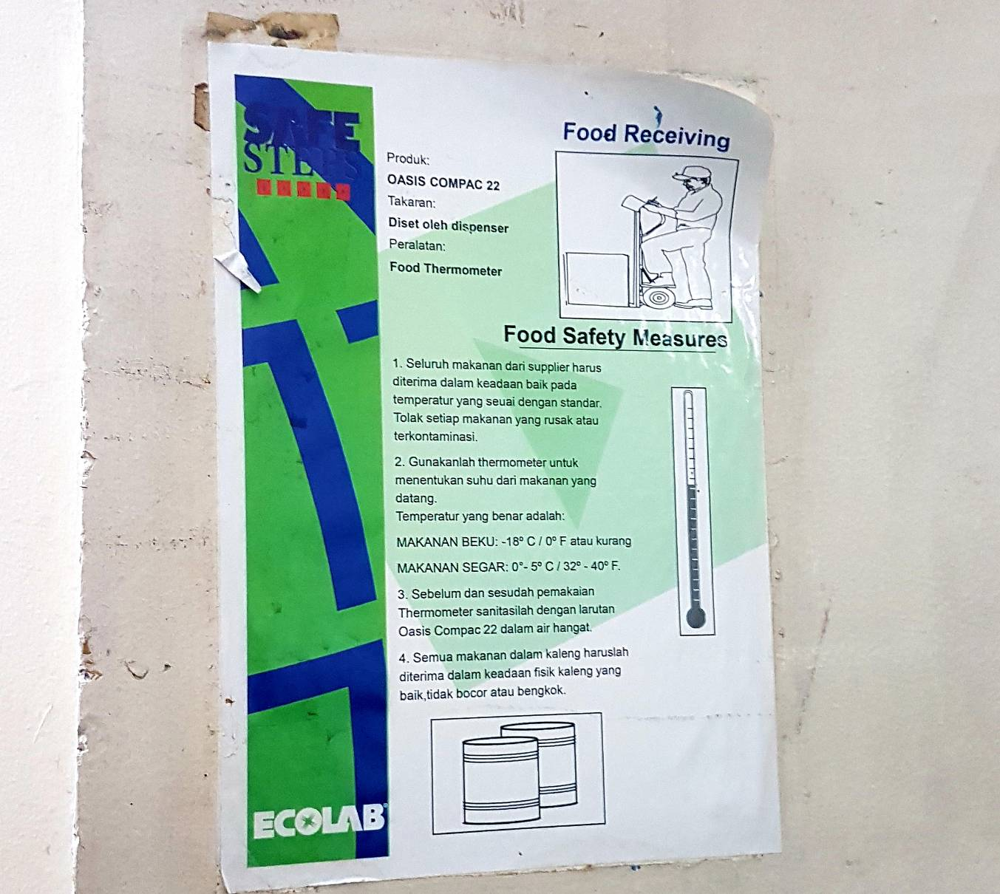 SAFE
STEPS
Food Receiving
Produk:
OASIS COMPAC 22
Takaran:
Diset oleh dispenser
Peralatan:
Food Thermometer
Food Safety Measures
1. Seluruh makanan dari supplier harus
diterima dalam keadaan baik pada
temperatur yang seuai dengan standar.
Tolak setiap makanan yang rusak atau
terkontaminasi.
2. Gunakanlah thermometer untuk
menentukan suhu dari makanan yang
datang.
Temperatur yang benar adalah:
MAKANAN BEKU: -18° C / 0° F atau kurang
MAKANAN SEGAR: 0°- 5° C / 32° - 40° F.
3. Sebelum dan sesudah pemakaian
Thermometer sanitasilah dengan larutan
Oasis Compac 22 dalam air hangat.
4. Semua makanan dalam kaleng haruslah
diterima dalam keadaan fisik kaleng yang
baik,tidak bocor atau bengkok.
ECOLAB®